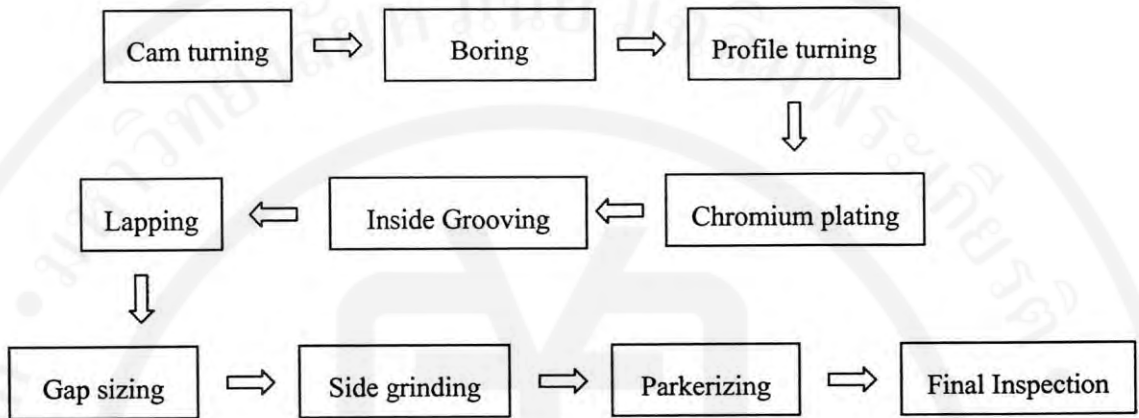 Cam turning
Boring
Profile turning
Chromium plating
Inside Grooving
Lapping
Gap sizing
Side grinding
Parkerizing
Final Inspection